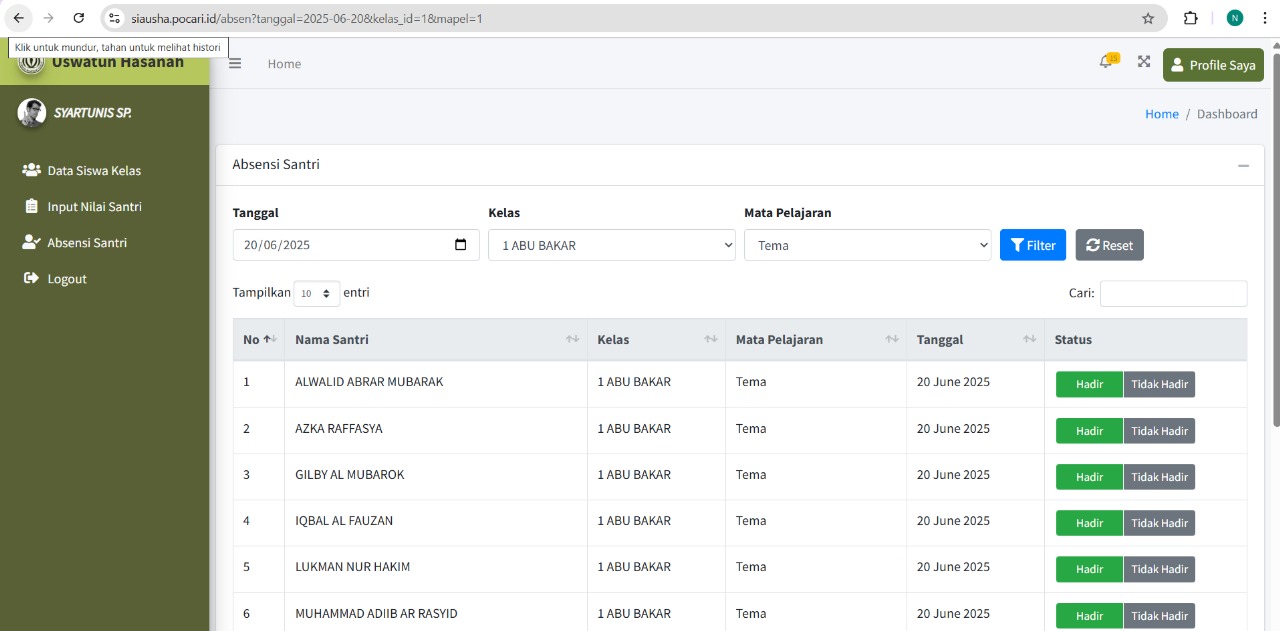 siausha.pocari.id/absen?tanggal=2025-06-20&kelas_id=1&mapel=1
N
Klik untuk mundur, tahan untuk melihat histori
Uswatun Hasanah
Home
15
Profile Saya
SYARTUNIS SP.
Home / Dashboard
Data Siswa Kelas
Input Nilai Santri
Absensi Santri
Logout
Absensi Santri
Tanggal Kelas Mata Pelajaran
20/06/2025 1 ABU BAKAR Tema Filter Reset
Tampilkan 10 entri Cari:
No Nama Santri Kelas Mata Pelajaran Tanggal Status
1 ALWALID ABRAR MUBARAK 1 ABU BAKAR Tema 20 June 2025 Hadir Tidak Hadir
2 AZKA RAFFASYA 1 ABU BAKAR Tema 20 June 2025 Hadir Tidak Hadir
3 GILBY AL MUBAROK 1 ABU BAKAR Tema 20 June 2025 Hadir Tidak Hadir
4 IQBAL AL FAUZAN 1 ABU BAKAR Tema 20 June 2025 Hadir Tidak Hadir
5 LUKMAN NUR HAKIM 1 ABU BAKAR Tema 20 June 2025 Hadir Tidak Hadir
6 MUHAMMAD ADIIB AR RASYID 1 ABU BAKAR Tema 20 June 2025 Hadir Tidak Hadir